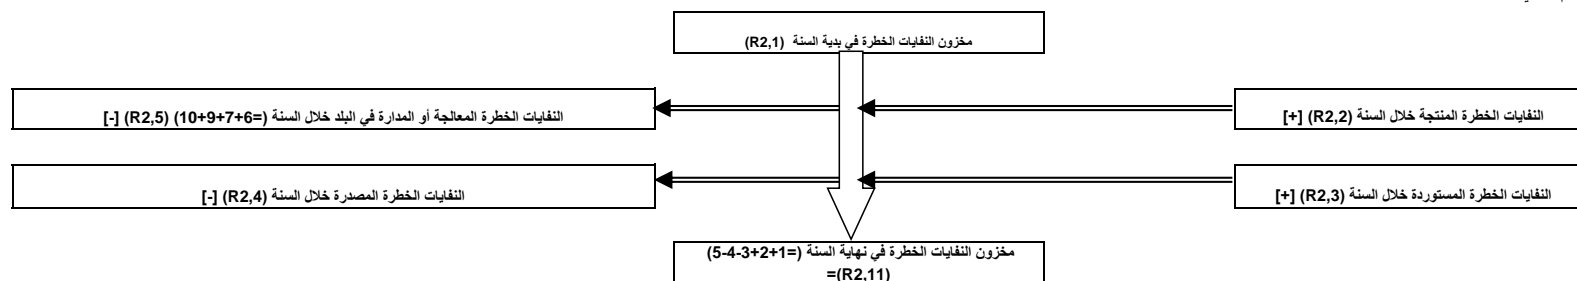 مخزون النفايات الخطرة في بدية السنة (R2,1)
النفايات الخطرة المنتجة خلال السنة (R2,2) [+]
النفايات الخطرة المعالجة أو المدارة في البلد خلال السنة (=6+7+9+10) (R2,5) [-]
النفايات الخطرة المستوردة خلال السنة (R2,3) [+]
النفايات الخطرة المصدرة خلال السنة (R2,4) [-]
مخزون النفايات الخطرة في نهاية السنة (=1+2+3-4-5)
(R2,11)=